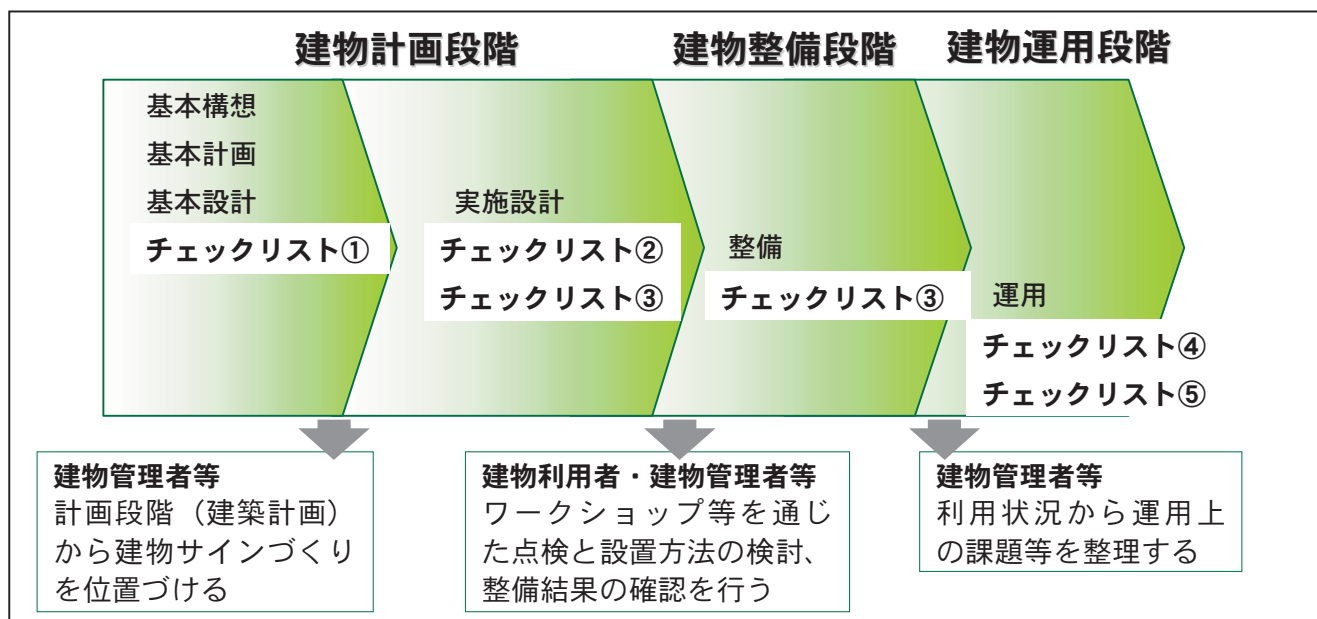 建物計画段階
建物整備段階
建物運用段階
基本構想
基本計画
基本設計
チェックリスト①
実施設計
チェックリスト②
チェックリスト③
整備
チェックリスト③
運用
チェックリスト④
チェックリスト⑤
建物管理者等
計画段階（建築計画）
から建物サインづくり
を位置づける
建物利用者・建物管理者等
ワークショップ等を通じ
た点検と設置方法の検討、
整備結果の確認を行う
建物管理者等
利用状況から運用上
の課題等を整理する